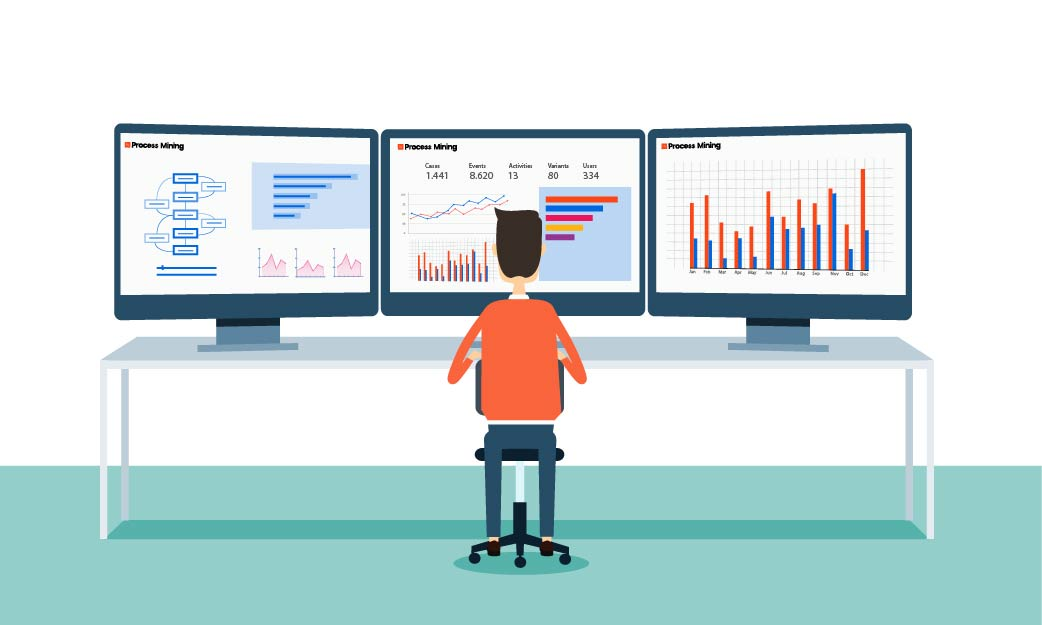 Process Mining
Process Mining
Cases Events Activities Variants Users
1.441 8.620 13 80 334
Process Mining
Jan Feb Mar Apr May Jun Jul Aug Sep Nov Oct Dec